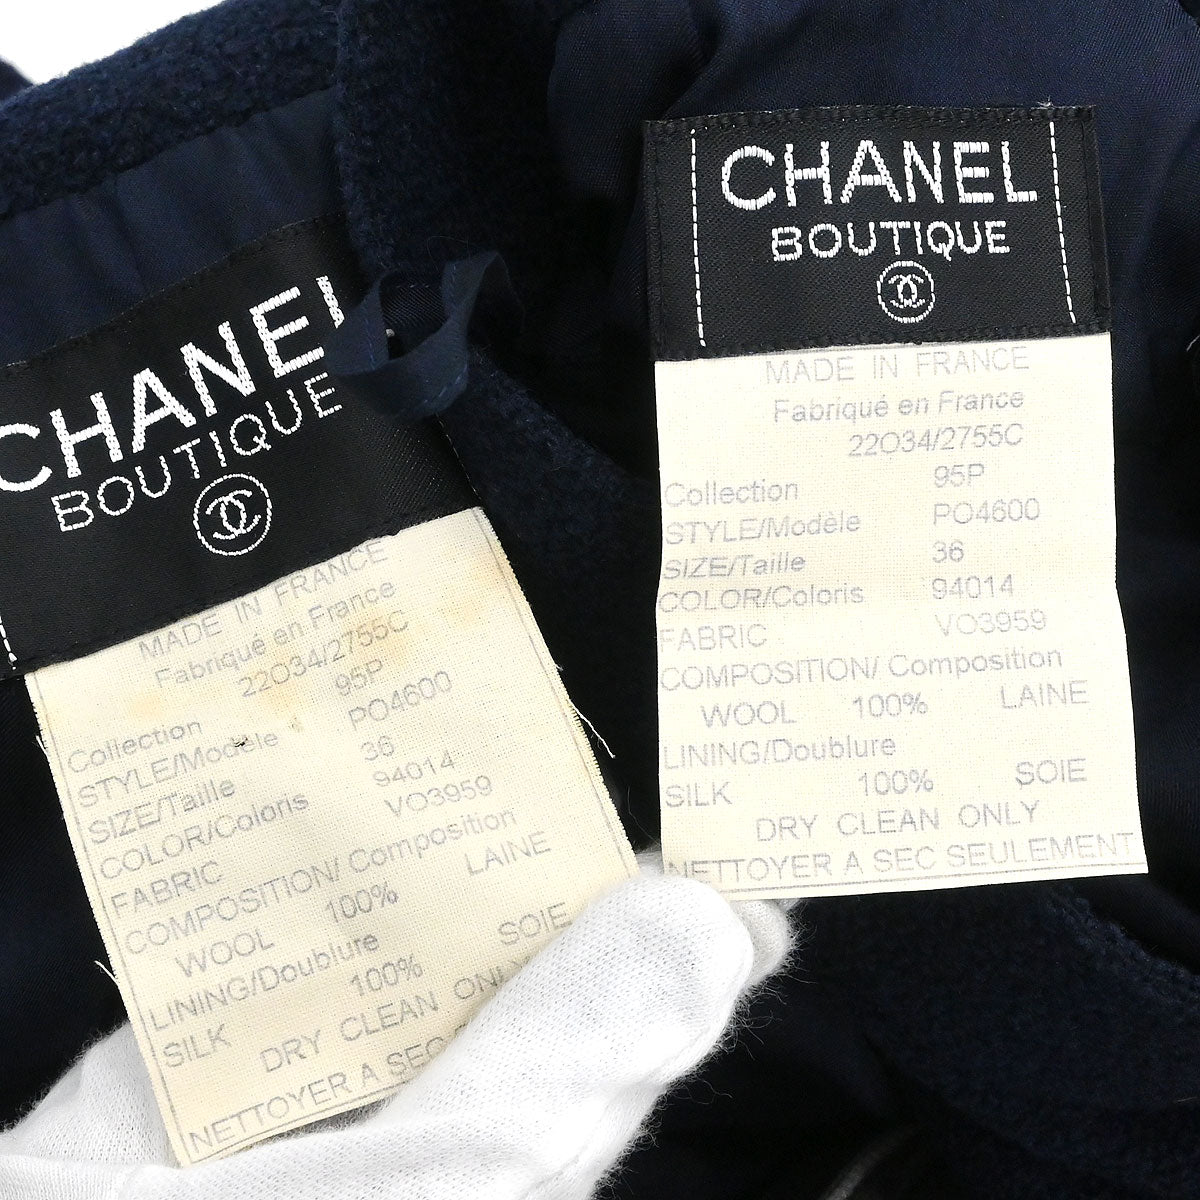 CHANEL
BOUTIQUE
MADE IN FRANCE
Fabriqué en France
22O34/2755C
95P
Collection
STYLE/Modèle PO4600
SIZE/Taille 36
COLOR/Coloris 94014
FABRIC VO3959
COMPOSITION/ Composition
WOOL 100% LAINE
LINING/Doublure
SILK 100% SOIE
DRY CLEAN ONLY
NETTOYER A SEC
CHANEL
BOUTIQUE
MADE IN FRANCE
Fabriqué en France
22O34/2755C
Collection 95P
STYLE/Modèle PO4600
SIZE/Taille 36
COLOR/Coloris 94014
FABRIC VO3959
COMPOSITION/ Composition
WOOL 100% LAINE
LINING/Doublure
SILK 100% SOIE
DRY CLEAN ONLY
NETTOYER A SEC SEULEMENT